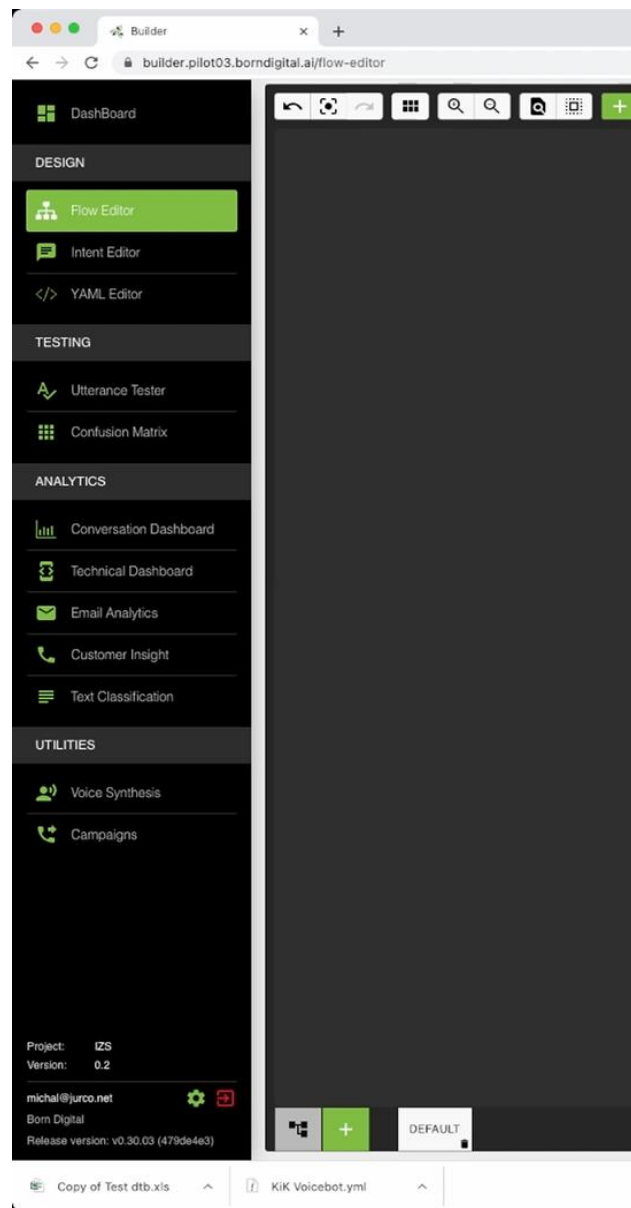 Builder
builder.pilot03.borndigital.ai/flow-editor
DashBoard
DESIGN
Flow Editor
Intent Editor
</> YAML Editor
TESTING
Utterance Tester
Confusion Matrix
ANALYTICS
Conversation Dashboard
Technical Dashboard
Email Analytics
Customer Insight
Text Classification
UTILITIES
Voice Synthesis
Campaigns
Project: IZS
Version: 0.2
michal@jurco.net
Born Digital
Release version: v0.30.03 (479de4e3)
DEFAULT
Copy of Test dtb.xls
KiK Voicebot.yml